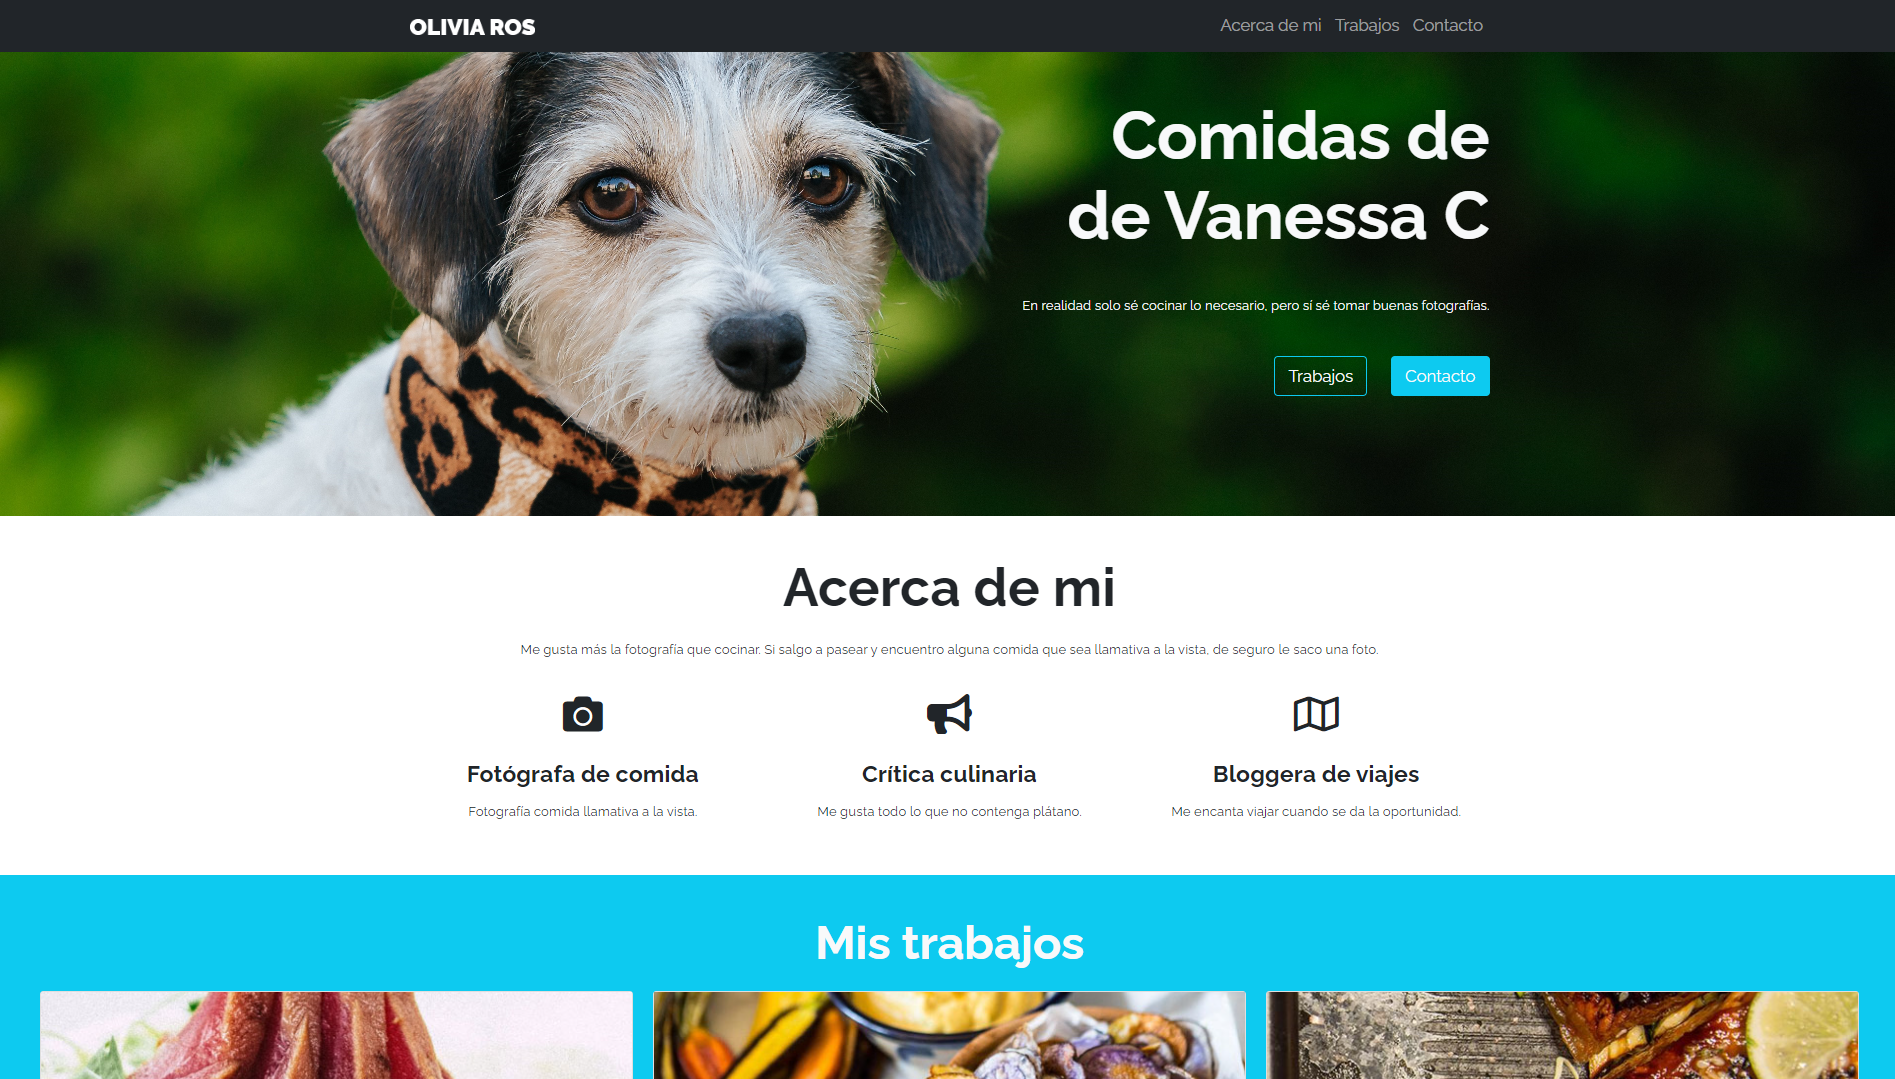 OLIVIA ROS
Acerca de mi Trabajos Contacto
Comidas de
de Vanessa C
En realidad solo sé cocinar lo necesario, pero sí sé tomar buenas fotografías.
Trabajos Contacto
Acerca de mi
Me gusta más la fotografía que cocinar. Si salgo a pasear y encuentro alguna comida que sea llamativa a la vista, de seguro le saco una foto.
Fotógrafa de comida
Fotografía comida llamativa a la vista.
Crítica culinaria
Me gusta todo lo que no contenga plátano.
Bloggera de viajes
Me encanta viajar cuando se da la oportunidad.
Mis trabajos